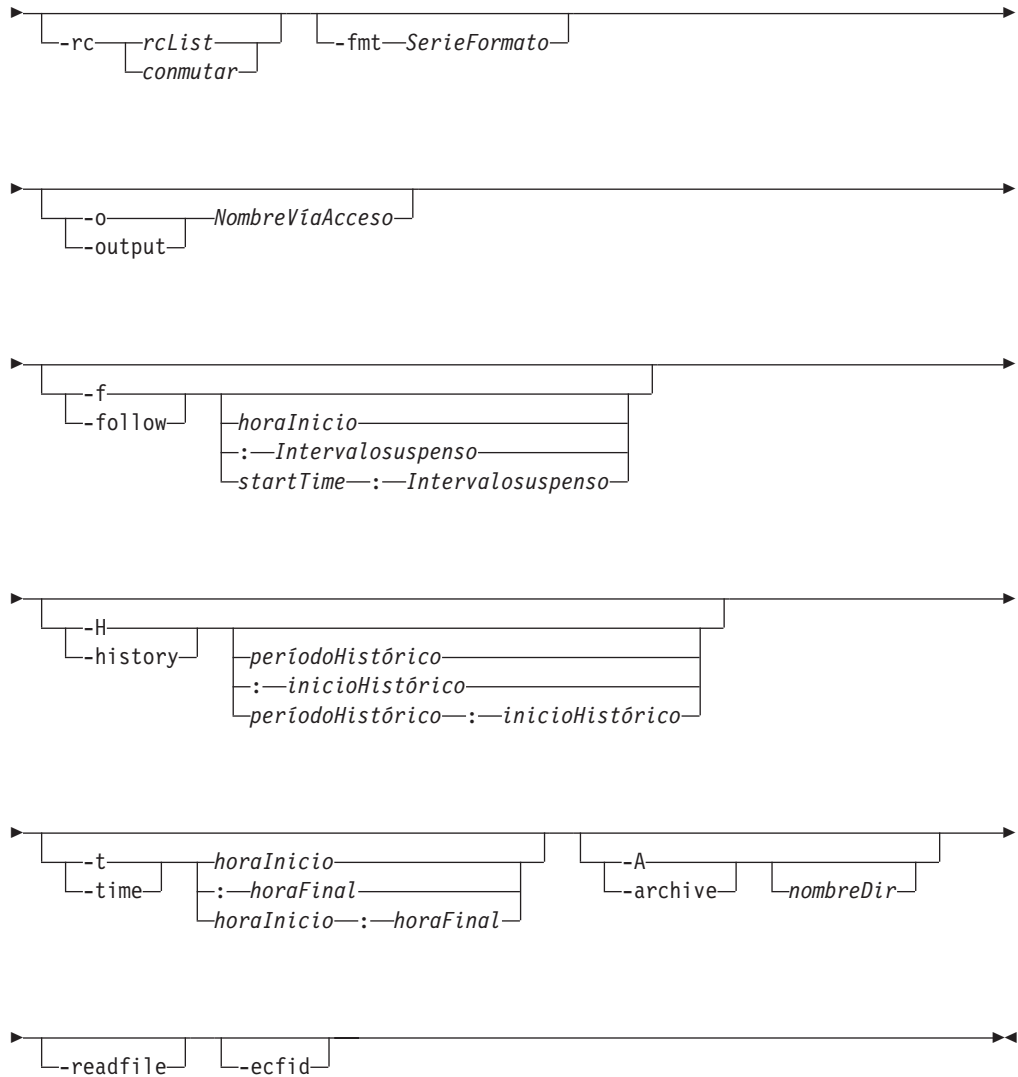 -rc rcList -fmt SerieFormato
conmutar
-o NombreVíaAcceso
-output
-f
-follow horaInicio
: Intervalosuspenso
startTime : Intervalosuspenso
-H
-history períodoHistórico
: inicioHistórico
períodoHistórico : inicioHistórico
-t horaInicio -A
-time : horaFinal -archive nombreDir
horaInicio : horaFinal
-readfile -ecfid